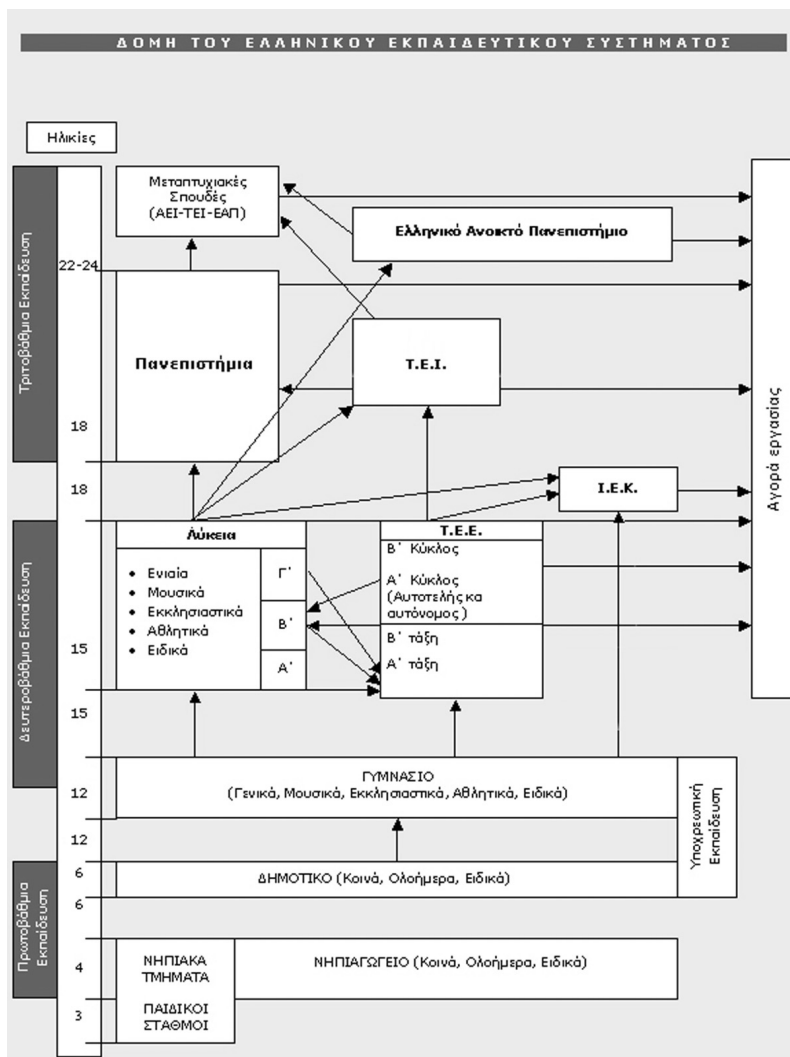 ΔΟΜΗ ΤΟΥ ΕΛΛΗΝΙΚΟΥ ΕΚΠΑΙΔΕΥΤΙΚΟΥ ΣΥΣΤΗΜΑΤΟΣ
Ηλικίες
Τριτοβάθμια Εκπαίδευση
22-24
18
18
Μεταπτυχιακές
Σπουδές
(ΑΕΙ-ΤΕΙ-ΕΑΠ)
Ελληνικό Ανοικτό Πανεπιστήμιο
Πανεπιστήμια
Τ.Ε.Ι.
Ι.Ε.Κ.
Αγορά εργασίας
Δευτεροβάθμια Εκπαίδευση
15
15
12
12
Λύκεια
• Ενιαία
• Μουσικά
• Εκκλησιαστικά
• Αθλητικά
• Ειδικά
Γ΄
Β΄
Α΄
Τ.Ε.Ε.
Β΄ Κύκλος
Α΄ Κύκλος
(Αυτοτελής κα
αυτόνομος)
Β΄ τάξη
Α΄ τάξη
ΓΥΜΝΑΣΙΟ
(Γενικά, Μουσικά, Εκκλησιαστικά, Αθλητικά, Ειδικά)
Υποχρεωτική
Εκπαίδευση
Πρωτοβάθμια
Εκπαίδευση
6
6
4
3
ΔΗΜΟΤΙΚΟ (Κοινά, Ολοήμερα, Ειδικά)
ΝΗΠΙΑΚΑ
ΤΜΗΜΑΤΑ
ΝΗΠΙΑΓΩΓΕΙΟ (Κοινά, Ολοήμερα, Ειδικά)
ΠΑΙΔΙΚΟΙ
ΣΤΑΘΜΟΙ